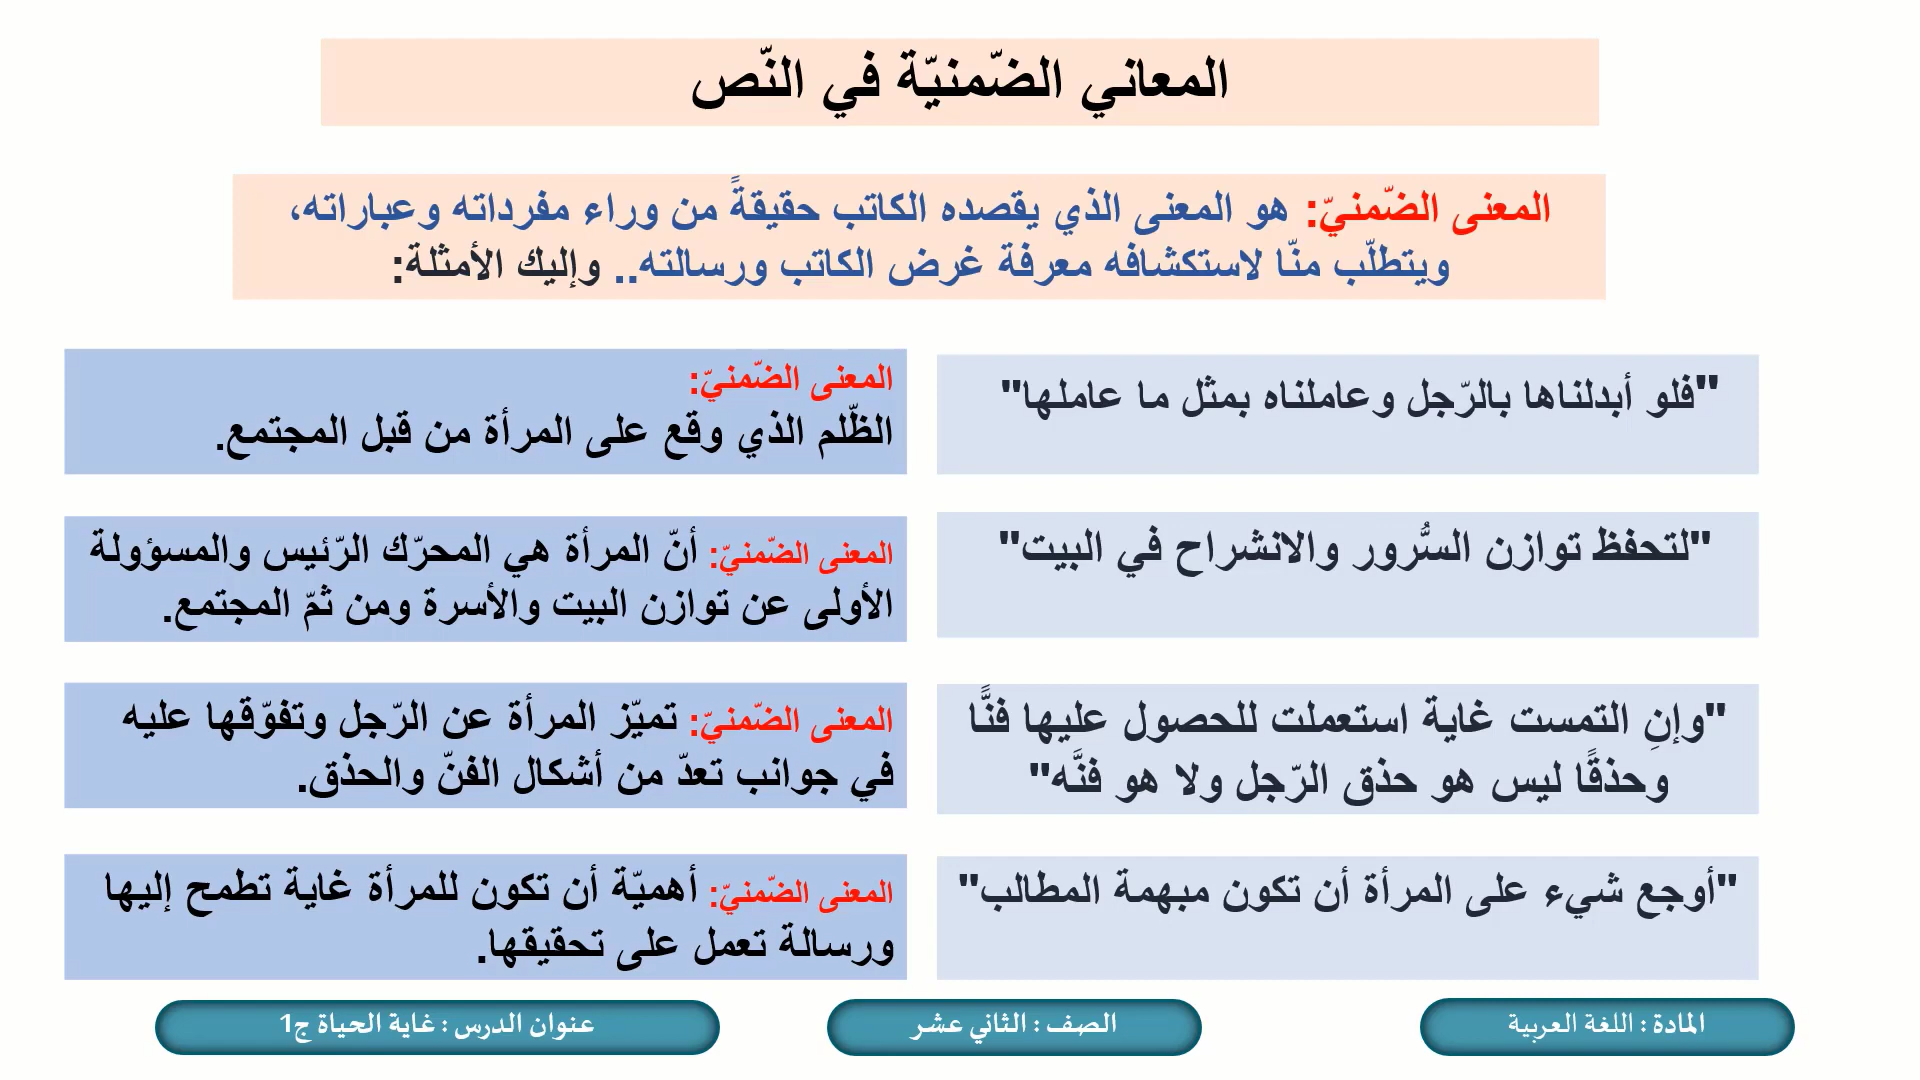 المعاني الضّمنيّة في النّص
المعنى الضّمنيّ: هو المعنى الذي يقصده الكاتب حقيقةً من وراء مفرداته وعباراته،
ويتطلّب منّا لاستكشافه معرفة غرض الكاتب ورسالته.. وإليك الأمثلة:
"فلو أبدلناها بالرّجل وعاملناه بمثل ما عاملها"
المعنى الضّمنيّ:
الظّلم الذي وقع على المرأة من قبل المجتمع.
"لتحفظ توازن السُّرور والانشراح في البيت"
المعنى الضّمنيّ: أنّ المرأة هي المحرّك الرّئيس والمسؤولة
الأولى عن توازن البيت والأسرة ومن ثمّ المجتمع.
"وإنِ التمست غاية استعملت للحصول عليها فنًّا
وحذقًا ليس هو حذق الرّجل ولا هو فنَّه"
المعنى الضّمنيّ: تميّز المرأة عن الرّجل وتفوّقها عليه
في جوانب تعدّ من أشكال الفنّ والحذق.
"أوجع شيء على المرأة أن تكون مبهمة المطالب"
المعنى الضّمنيّ: أهميّة أن تكون للمرأة غاية تطمح إليها
ورسالة تعمل على تحقيقها.
المادة : اللغة العربية
الصف : الثاني عشر
عنوان الدرس : غاية الحياة ج1